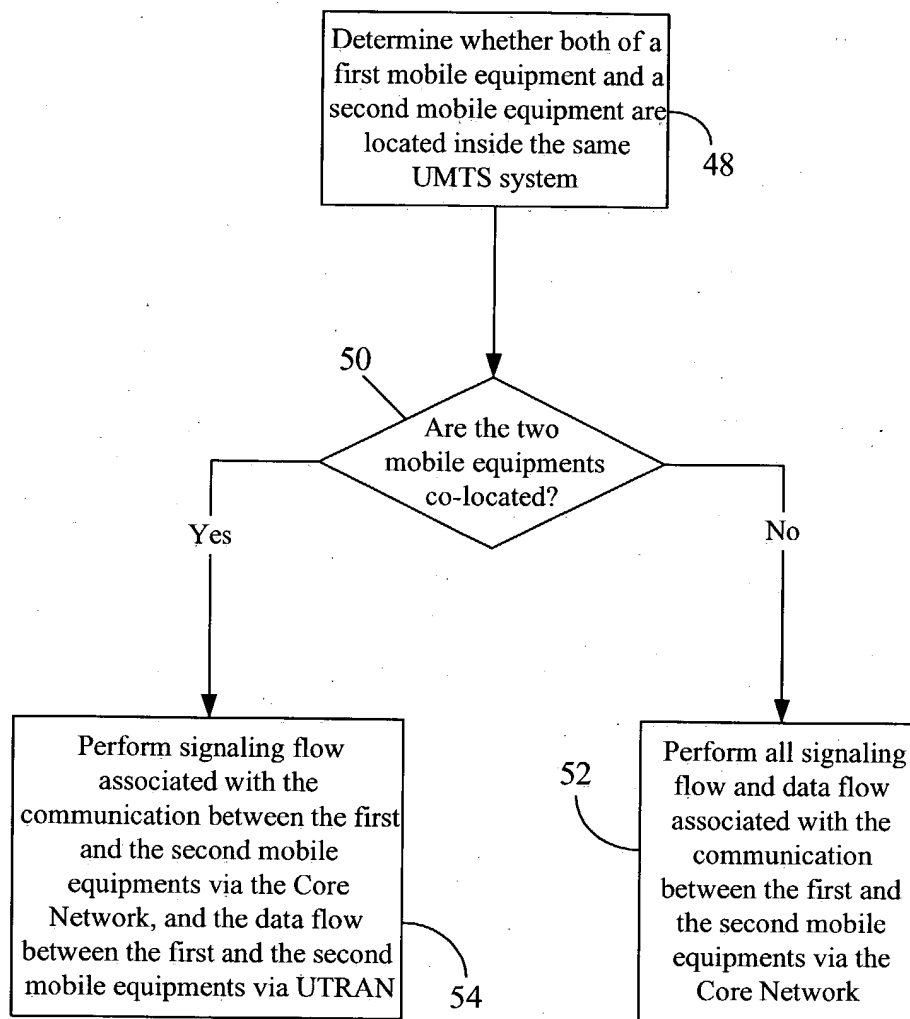 Determine whether both of a
first mobile equipment and a
second mobile equipment are
located inside the same
UMTS system
48
50
Are the two
mobile equipments
co-located?
Yes
No
Perform signaling flow
associated with the
communication between the first
and the second mobile
equipments via the Core
Network, and the data flow
between the first and the second
mobile equipments via UTRAN
54
52
Perform all signaling
flow and data flow
associated with the
communication
between the first and
the second mobile
equipments via the
Core Network